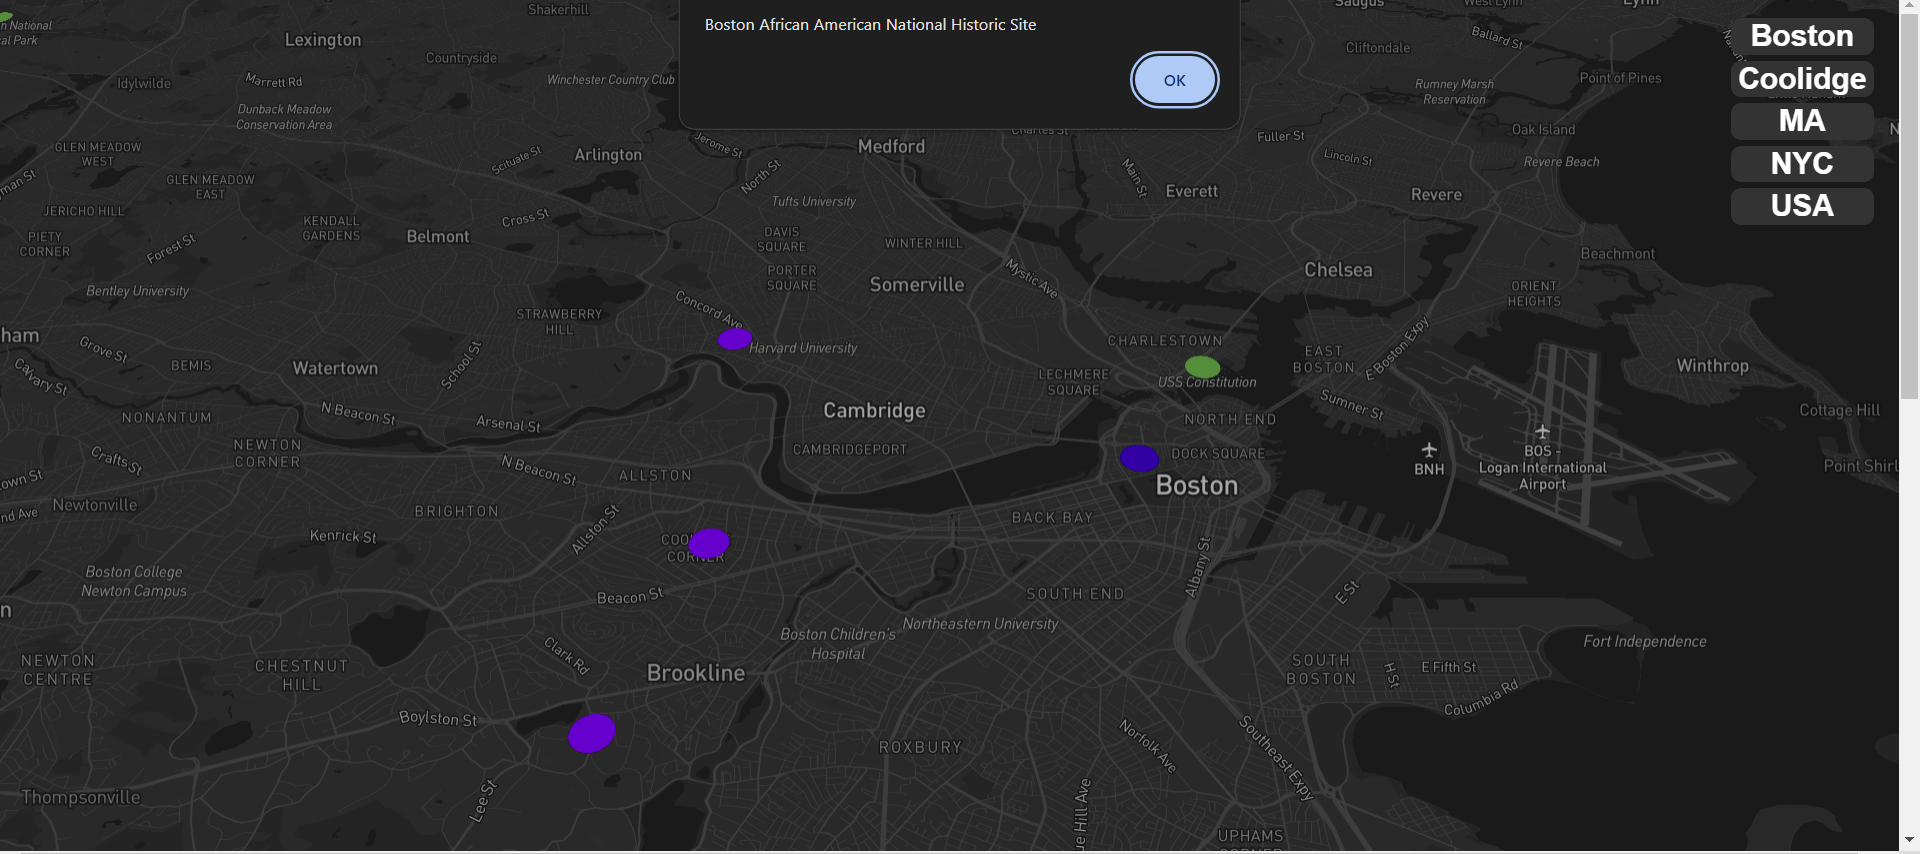 Boston African American National Historic Site
OK
Boston
Coolidge
MA
NYC
USA
Shakerhill
Saugus
West Lynn
Lynn
n National
cal Park
Lexington
Countryside
Cliftondale
Ballard St
Idylwilde
Marrett Rd
Winchester Country Club
Rumney Marsh
Reservation
Point of Pines
Dunback Meadow
Conservation Area
Charles St
Fuller St
Oak Island
Jerome St
GLEN MEADOW
WEST
Scituate St
Arlington
Medford
Lincoln St
Revere Beach
man St
GLEN MEADOW
EAST
North St
Main St
Everett
Revere
JERICHO HILL
KENDALL
GARDENS
Cross St
Tufts University
PIETY
CORNER
Forest St
Belmont
DAVIS
SQUARE
WINTER HILL
Beachmont
Bentley University
PORTER
SQUARE
Somerville
Mystic Ave
Chelsea
ORIENT
HEIGHTS
STRAWBERRY
HILL
Concord Ave
ham
Grove St
Harvard University
CHARLESTOWN
EAST
BOSTON
E Boston Expy
Calvary St
BEMIS
Watertown
School St
LECHMERE
SQUARE
USS Constitution
Winthrop
NONANTUM
N Beacon St
Arsenal St
Cambridge
NORTH END
Sumner St
Cottage Hill
NEWTON
CORNER
CAMBRIDGEPORT
DOCK SQUARE
BNH
BOS -
Logan International
Airport
Crafts St
N Beacon St
ALLSTON
Boston
Point Shirl
own St
Newtonville
nd Ave
BRIGHTON
Allston St
BACK BAY
Kenrick St
COO
CORNER
Albany St
Boston College
Newton Campus
Beacon St
SOUTH END
E St
n
Boston Children's
Hospital
Northeastern University
Fort Independence
NEWTON
CENTRE
CHESTNUT
HILL
Clark Rd
Brookline
SOUTH
BOSTON
H St
E Fifth St
Columbia Rd
Boylston St
ROXBURY
Norfolk Ave
Southeast Expy
Thompsonville
Lee St
ue Hill Ave
UPHAMS
CORNER